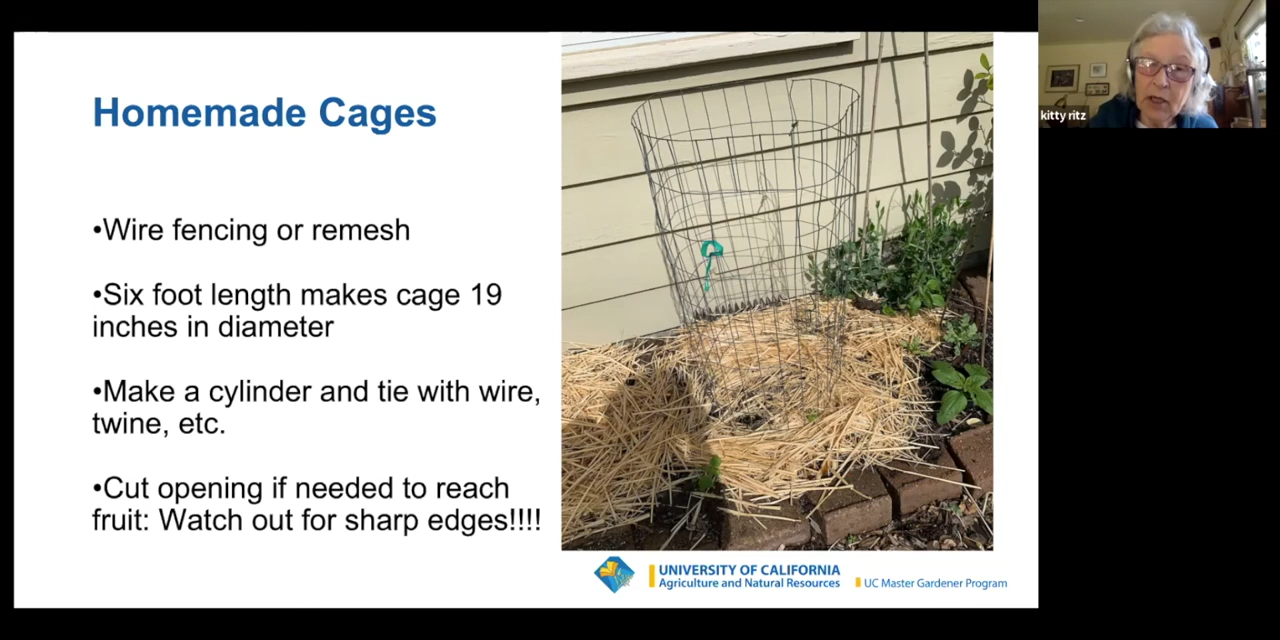 Homemade Cages
•Wire fencing or remesh
•Six foot length makes cage 19
inches in diameter
•Make a cylinder and tie with wire,
twine, etc.
•Cut opening if needed to reach
fruit: Watch out for sharp edges!!!!
UNIVERSITY OF CALIFORNIA
Agriculture and Natural Resources
UC Master Gardener Program
kitty ritz